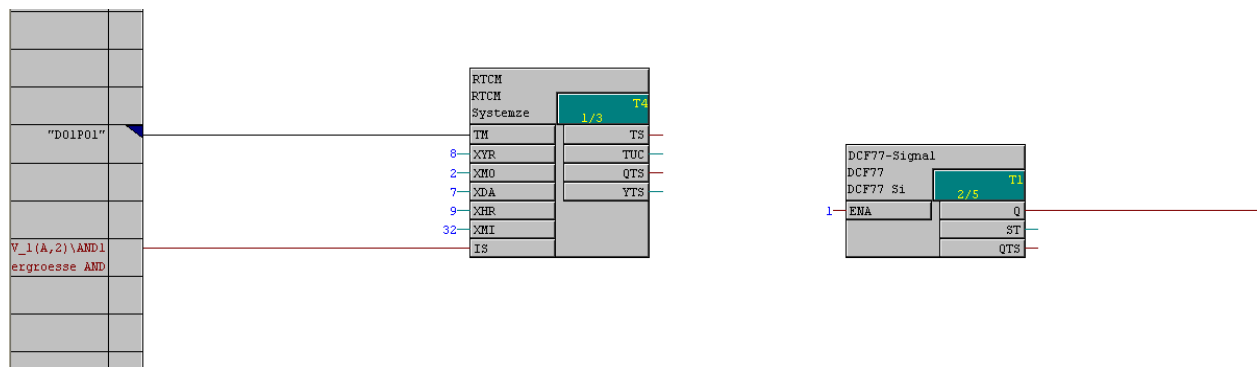 "D01P01"
V_1(A,2)\AND1
ergroesse AND
RTCM
RTCM
Systemze
T4
1/3
TM
TS
8
XYR
TUC
2
XMO
QTS
7
XDA
YTS
9
XHR
32
XMI
IS
DCF77-Signal
DCF77
DCF77 Si
T1
2/5
1
ENA
Q
ST
QTS